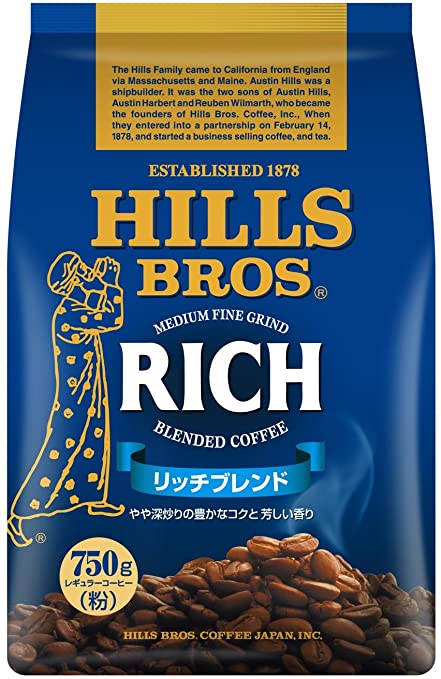 The Hills Family came to California from England
via Massachusetts and Maine. Austin Hills was a
shipbuilder. It was the two sons of Austin Hills,
Austin Harbert and Reuben Wilmarth, who became
the founders of Hills Bros. Coffee, Inc., When
they entered into a partnership on February 14,
1878, and started a business selling coffee, and tea.
ESTABLISHED 1878
HILLS
BROS®
MEDIUM FINE GRIND
RICH
BLENDED COFFEE
リッチブレンド
やや深炒りの豊かなコクと芳しい香り
®
750g
レギュラーコーヒー
(粉)
HILLS BROS. COFFEE JAPAN, INC.